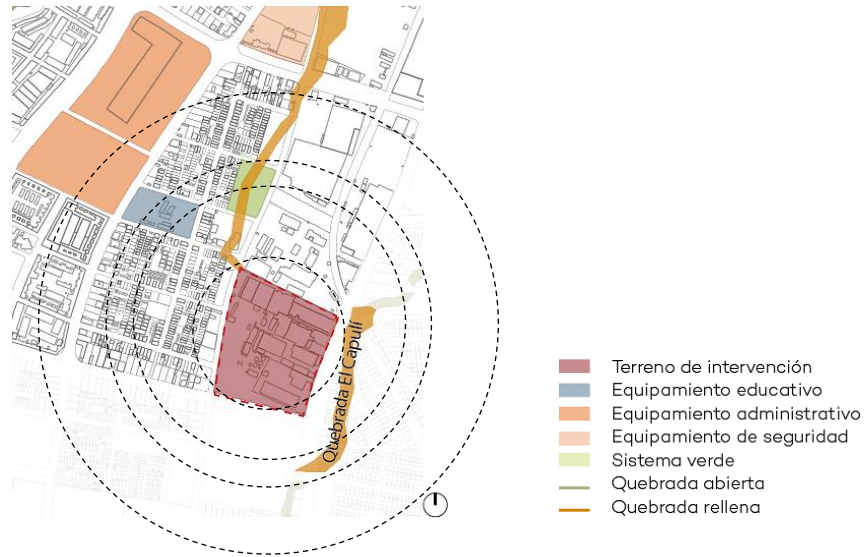 Quebrada El Capulí
Terreno de intervención
Equipamiento educativo
Equipamiento administrativo
Equipamiento de seguridad
Sistema verde
Quebrada abierta
Quebrada rellena